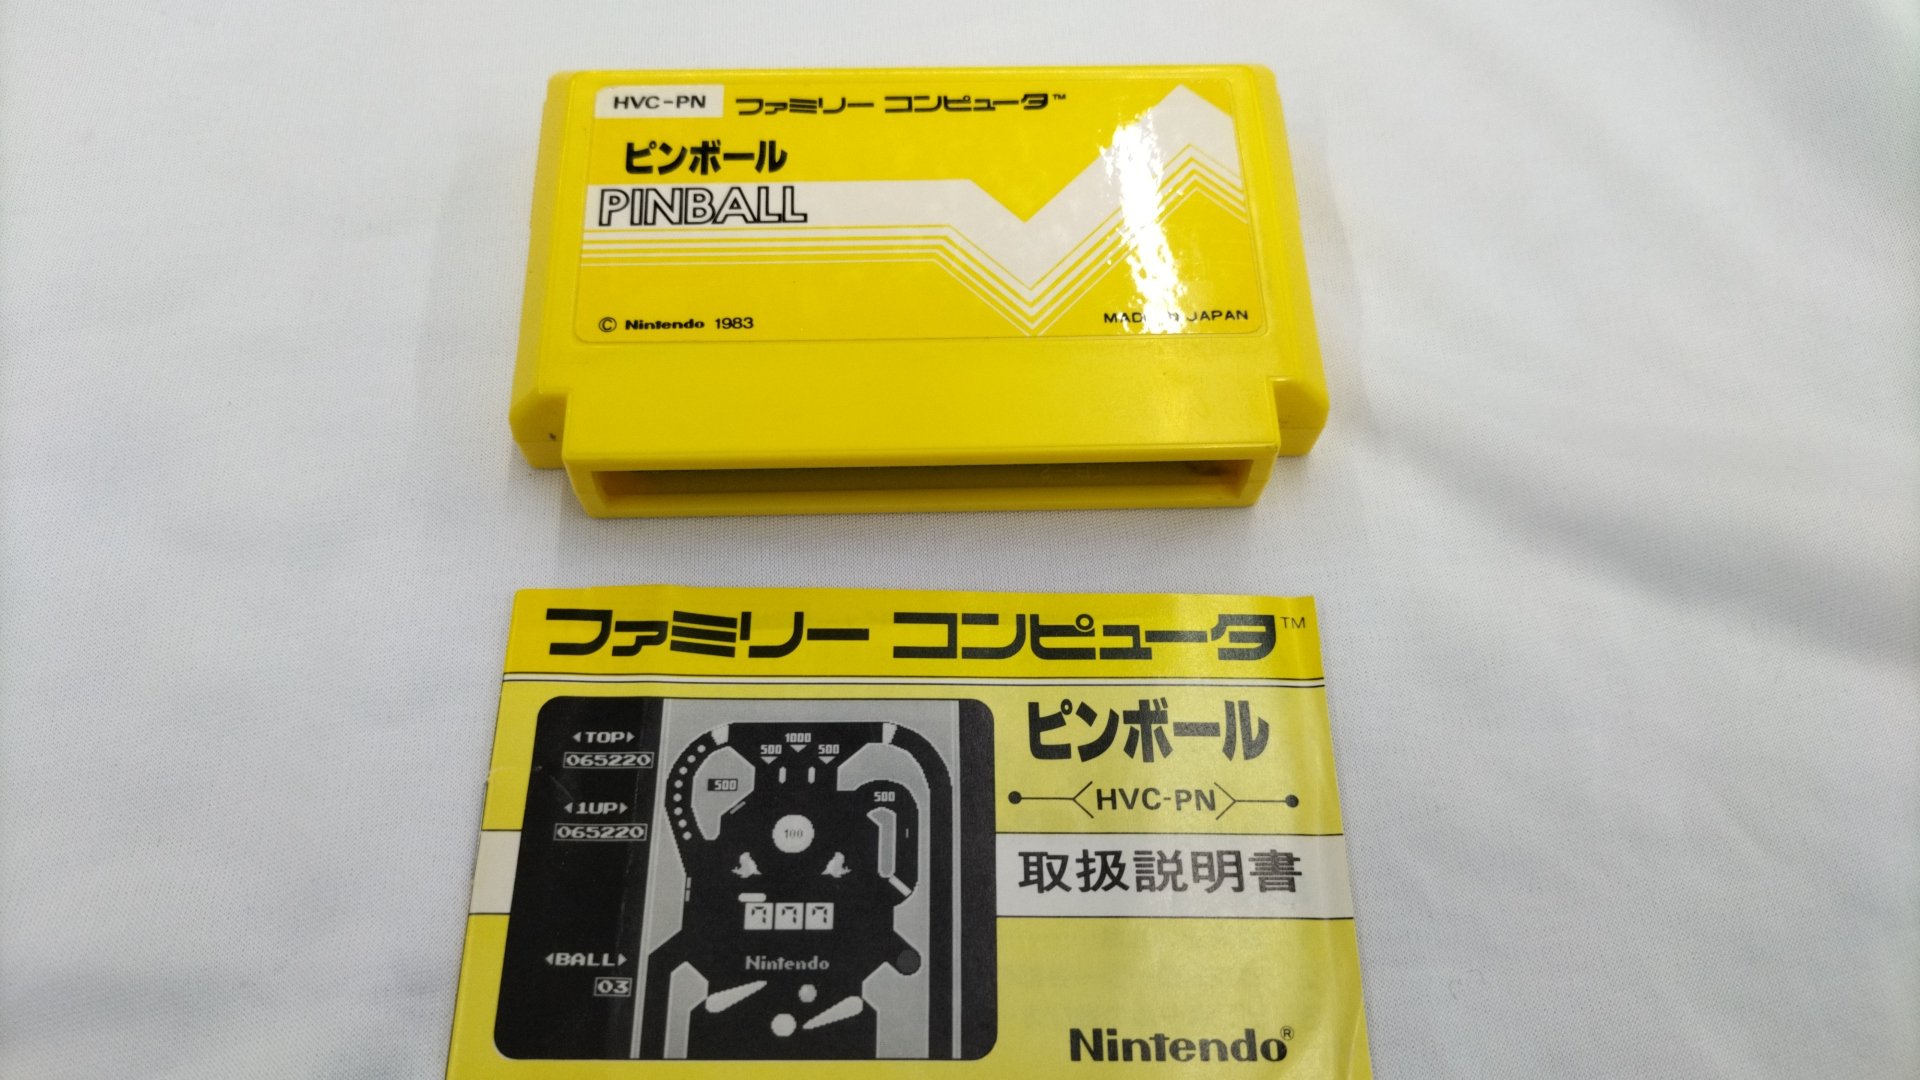 HVC-PN ファミリー コンピュータ™
ピンボール
PINBALL
© Nintendo 1983
MADE IN JAPAN
ファミリー コンピュータ™
ピンボール
HVC-PN
取扱説明書
Nintendo®
TOP
065220
1UP
065220
BALL
03
1000
500 500
500
500
100
777
Nintendo